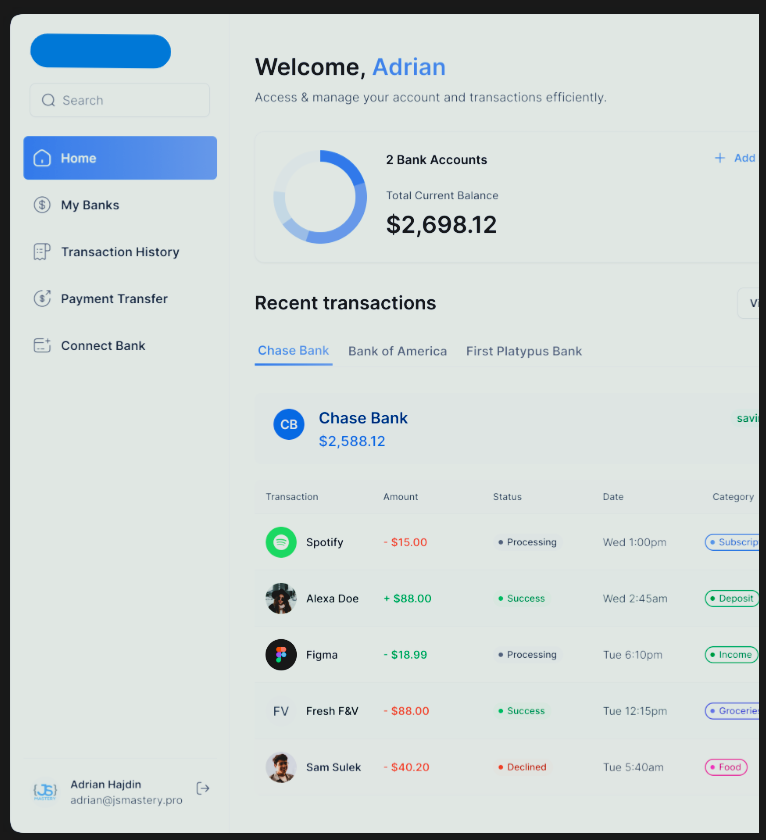 Welcome, Adrian
Access & manage your account and transactions efficiently.
Search
Home
My Banks
Transaction History
Payment Transfer
Connect Bank
2 Bank Accounts
+ Add
Total Current Balance
$2,698.12
Recent transactions
Chase Bank Bank of America First Platypus Bank
CB
Chase Bank
$2,588.12
Transaction Amount Status Date Category
Spotify - $15.00 Processing Wed 1:00pm
Alexa Doe + $88.00 Success Wed 2:45am Deposit
Figma - $18.99 Processing Tue 6:10pm Income
FV Fresh F&V - $88.00 Success Tue 12:15pm
Sam Sulek - $40.20 Declined Tue 5:40am Food
{JS}
MASTERY
Adrian Hajdin
adrian@jsmastery.pro